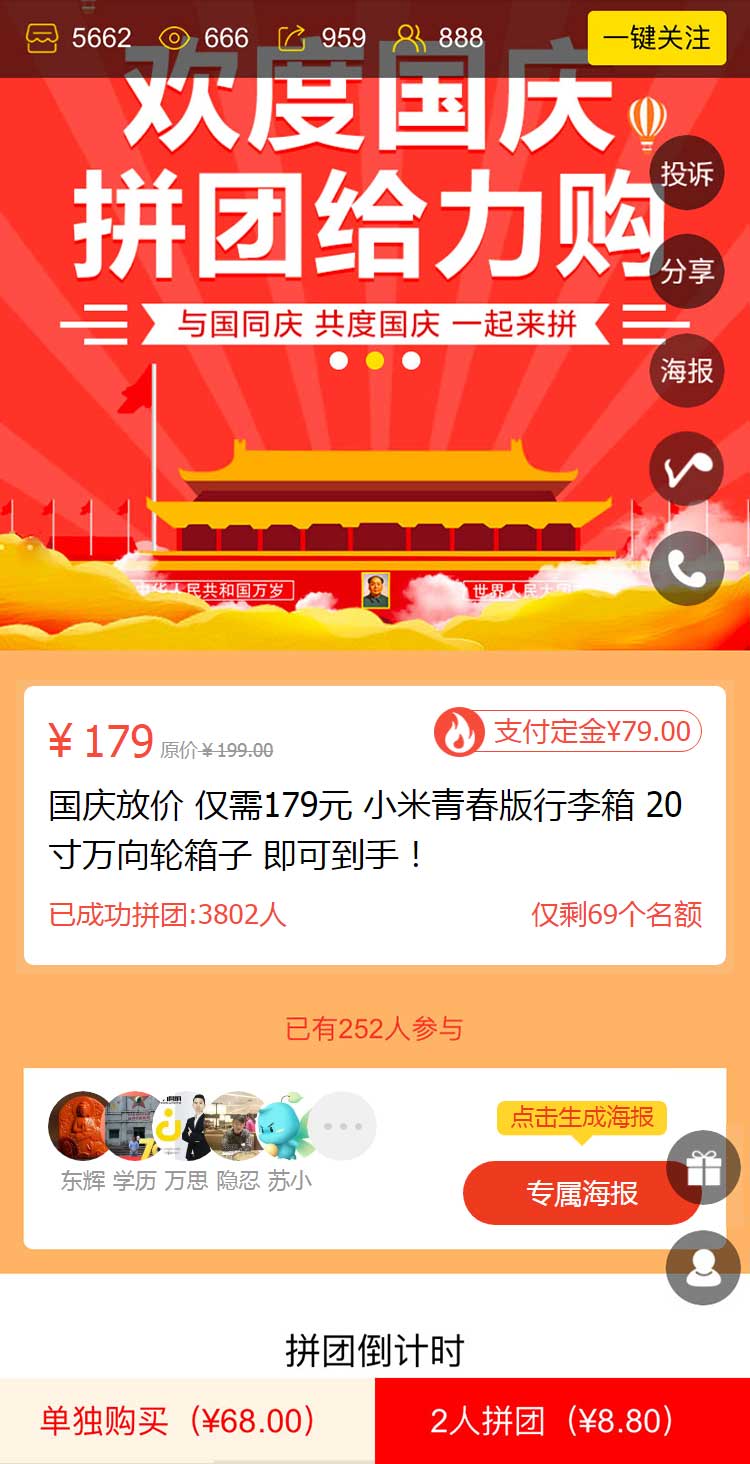 5662 666 959 888 一键关注
欢度国庆
拼团给力购
与国同庆 共度国庆 一起来拼
投诉
分享
海报
中华人民共和国万岁
世界人民大团
¥ 179 原价 ¥ 199.00 支付定金¥79.00
国庆放价 仅需179元 小米青春版行李箱 20
寸万向轮箱子 即可到手！
已成功拼团:3802人 仅剩69个名额
已有252人参与
点击生成海报
东辉 学历 万思 隐忍 苏小
专属海报
拼团倒计时
单独购买（¥68.00） 2人拼团（¥8.80）